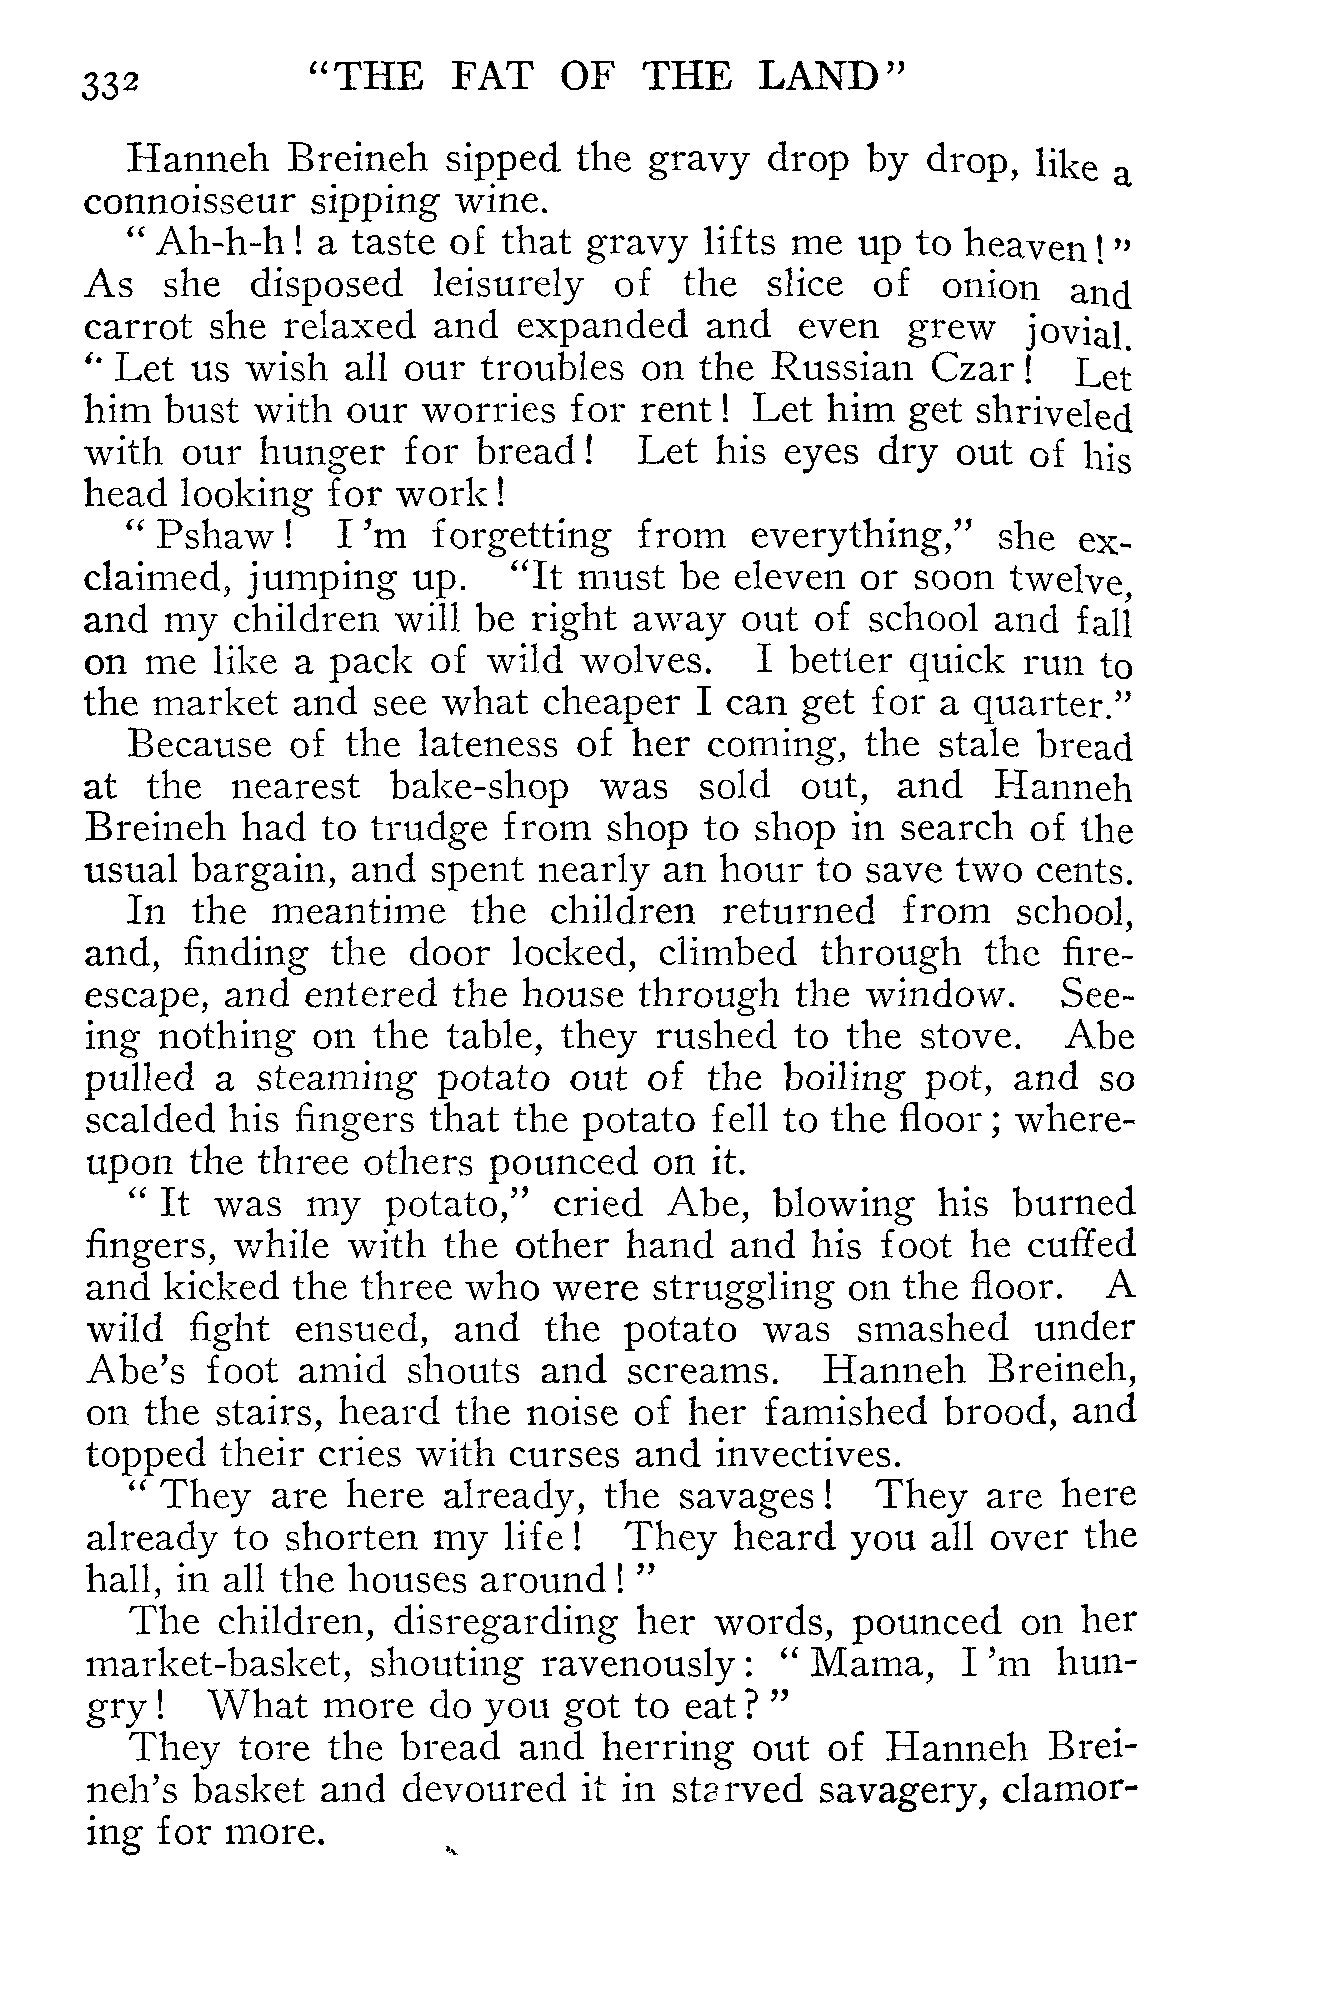 332 "THE FAT OF THE LAND"
Hanneh Breineh sipped the gravy drop by drop, like a
connoisseur sipping wine.
"Ah-h-h! a taste of that gravy lifts me up to heaven!"
As she disposed leisurely of the slice of onion and
carrot she relaxed and expanded and even grew jovial.
"Let us wish all our troubles on the Russian Czar! Let
him bust with our worries for rent! Let him get shriveled
with our hunger for bread! Let his eyes dry out of his
head looking for work!
"Pshaw! I'm forgetting from everything," she ex-
claimed, jumping up. "It must be eleven or soon twelve,
and my children will be right away out of school and fall
on me like a pack of wild wolves. I better quick run to
the market and see what cheaper I can get for a quarter."
Because of the lateness of her coming, the stale bread
at the nearest bake-shop was sold out, and Hanneh
Breineh had to trudge from shop to shop in search of the
usual bargain, and spent nearly an hour to save two cents.
In the meantime the children returned from school,
and, finding the door locked, climbed through the fire-
escape, and entered the house through the window. See-
ing nothing on the table, they rushed to the stove. Abe
pulled a steaming potato out of the boiling pot, and so
scalded his fingers that the potato fell to the floor; where-
upon the three others pounced on it.
"It was my potato," cried Abe, blowing his burned
fingers, while with the other hand and his foot he cuffed
and kicked the three who were struggling on the floor. A
wild fight ensued, and the potato was smashed under
Abe's foot amid shouts and screams. Hanneh Breineh,
on the stairs, heard the noise of her famished brood, and
topped their cries with curses and invectives.
"They are here already, the savages! They are here
already to shorten my life! They heard you all over the
hall, in all the houses around!"
The children, disregarding her words, pounced on her
market-basket, shouting ravenously: "Mama, I'm hun-
gry! What more do you got to eat?"
They tore the bread and herring out of Hanneh Brei-
neh's basket and devoured it in starved savagery, clamor-
ing for more.